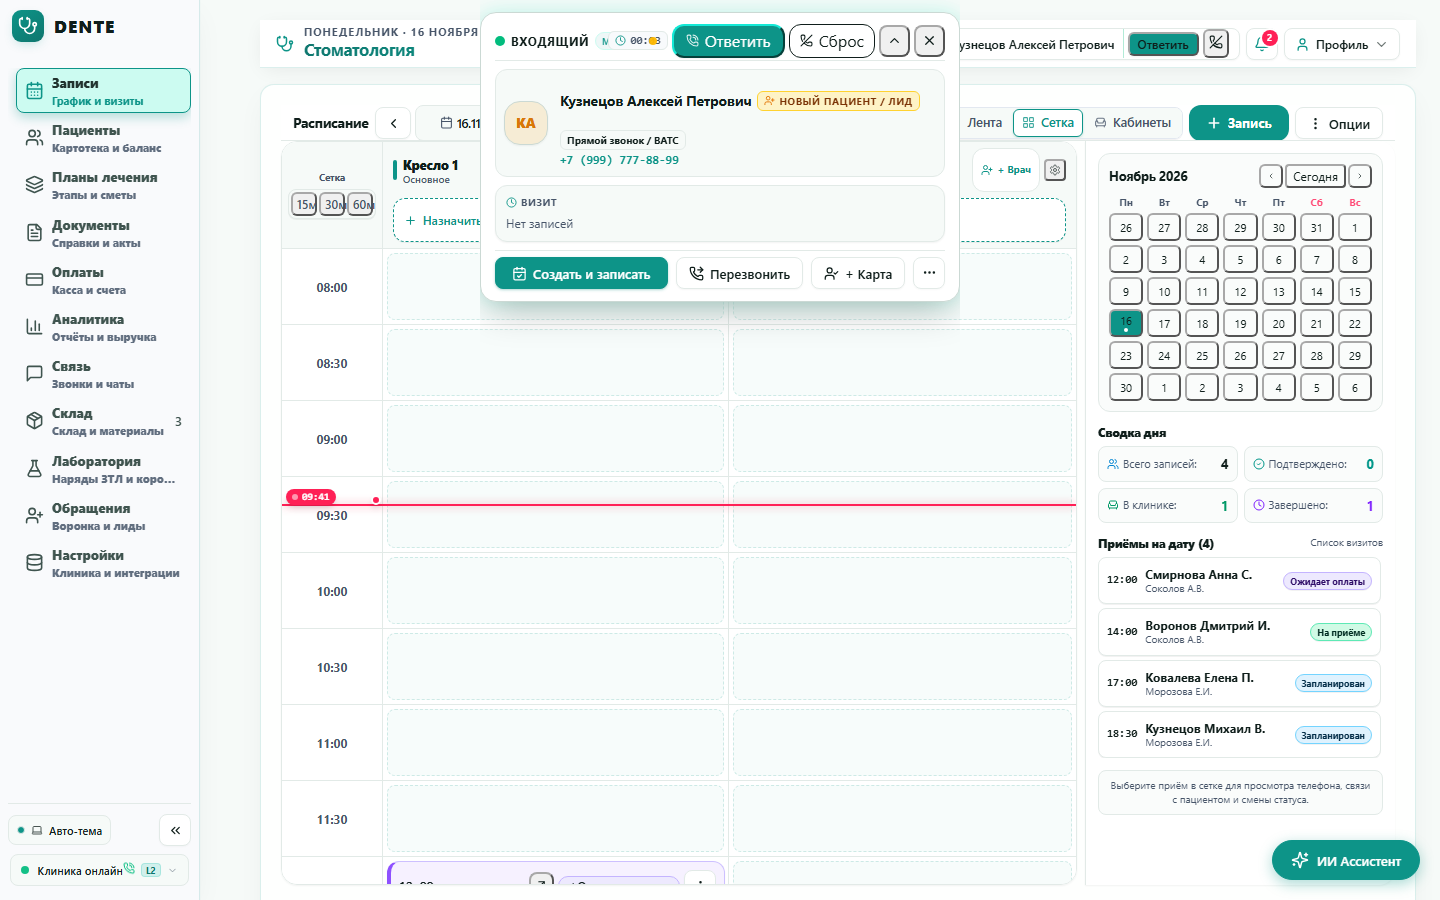 DENTE
Записи
График и визиты
Пациенты
Картотека и баланс
Планы лечения
Этапы и сметы
Документы
Справки и акты
Оплаты
Касса и счета
Аналитика
Отчёты и выручка
Связь
Звонки и чаты
Склад
Склад и материалы
3
Лаборатория
Наряды ЗТЛ и коро...
Обращения
Воронка и лиды
Настройки
Клиника и интеграции
Авто-тема
Клиника онлайн
L2
ПОНЕДЕЛЬНИК · 16 НОЯБРЯ
Стоматология
ВХОДЯЩИЙ
Ответить
Сброс
Кузнецов Алексей Петрович
НОВЫЙ ПАЦИЕНТ / ЛИД
КА
Прямой звонок / ВАТС
+7 (999) 777-88-99
ВИЗИТ
Нет записей
Создать и записать
Перезвонить
+ Карта
узнецов Алексей Петрович
Ответить
2
Профиль
Расписание
16.11
Лента
Сетка
Кабинеты
Запись
Опции
Сетка
15м
30м
60м
Кресло 1
Основное
Назначить
+ Врач
08:00
08:30
09:00
09:41
09:30
10:00
10:30
11:00
11:30
Ноябрь 2026
Сегодня
Пн Вт Ср Чт Пт Сб Вс
26 27 28 29 30 31 1
2 3 4 5 6 7 8
9 10 11 12 13 14 15
16 17 18 19 20 21 22
23 24 25 26 27 28 29
30 1 2 3 4 5 6
Сводка дня
Всего записей: 4
Подтверждено: 0
В клинике: 1
Завершено: 1
Приёмы на дату (4)
Список визитов
12:00 Смирнова Анна С.
Соколов А.В.
Ожидает оплаты
14:00 Воронов Дмитрий И.
Соколов А.В.
На приёме
17:00 Ковалева Елена П.
Морозова Е.И.
Запланирован
18:30 Кузнецов Михаил В.
Морозова Е.И.
Запланирован
Выберите приём в сетке для просмотра телефона, связи
с пациентом и смены статуса.
ИИ Ассистент